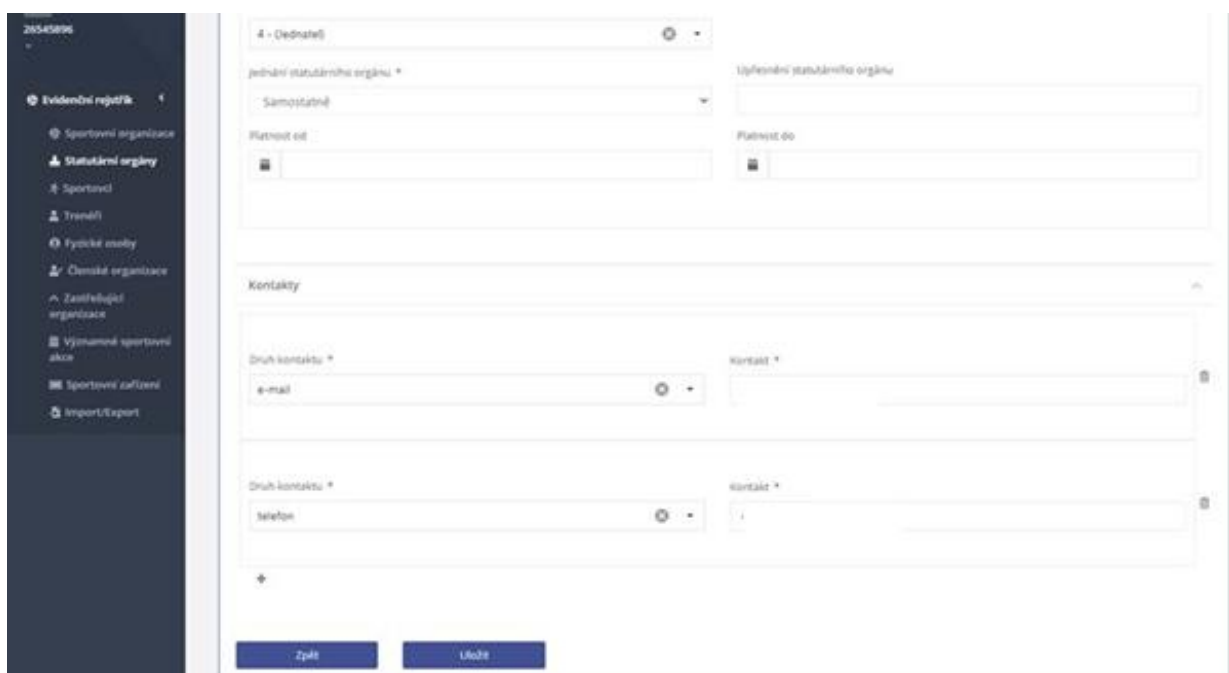 26545896
Evidenční rejstřík
Sportovní organizace
Statutární orgány
Sportovci
Trenéři
Fyzické osoby
Členské organizace
Zastřešující
organizace
Významné sportovní
akce
Sportovní zařízení
Import/Export
4 - (Jednatel)
Jednání statutárního orgánu *
Upřesnění statutárního orgánu
Samostatně
Platnost od
Platnost do
Kontakty
Druh kontaktu *
Kontakt *
e-mail
Druh kontaktu *
Kontakt *
telefon
Zpět
Uložit